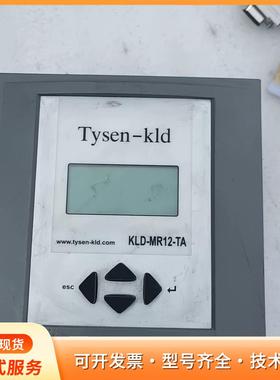 Tysen-kld
www.tysen-kld.com
KLD-MR12-TA
esc
现货
式服务
可开发票·型号齐全·技术